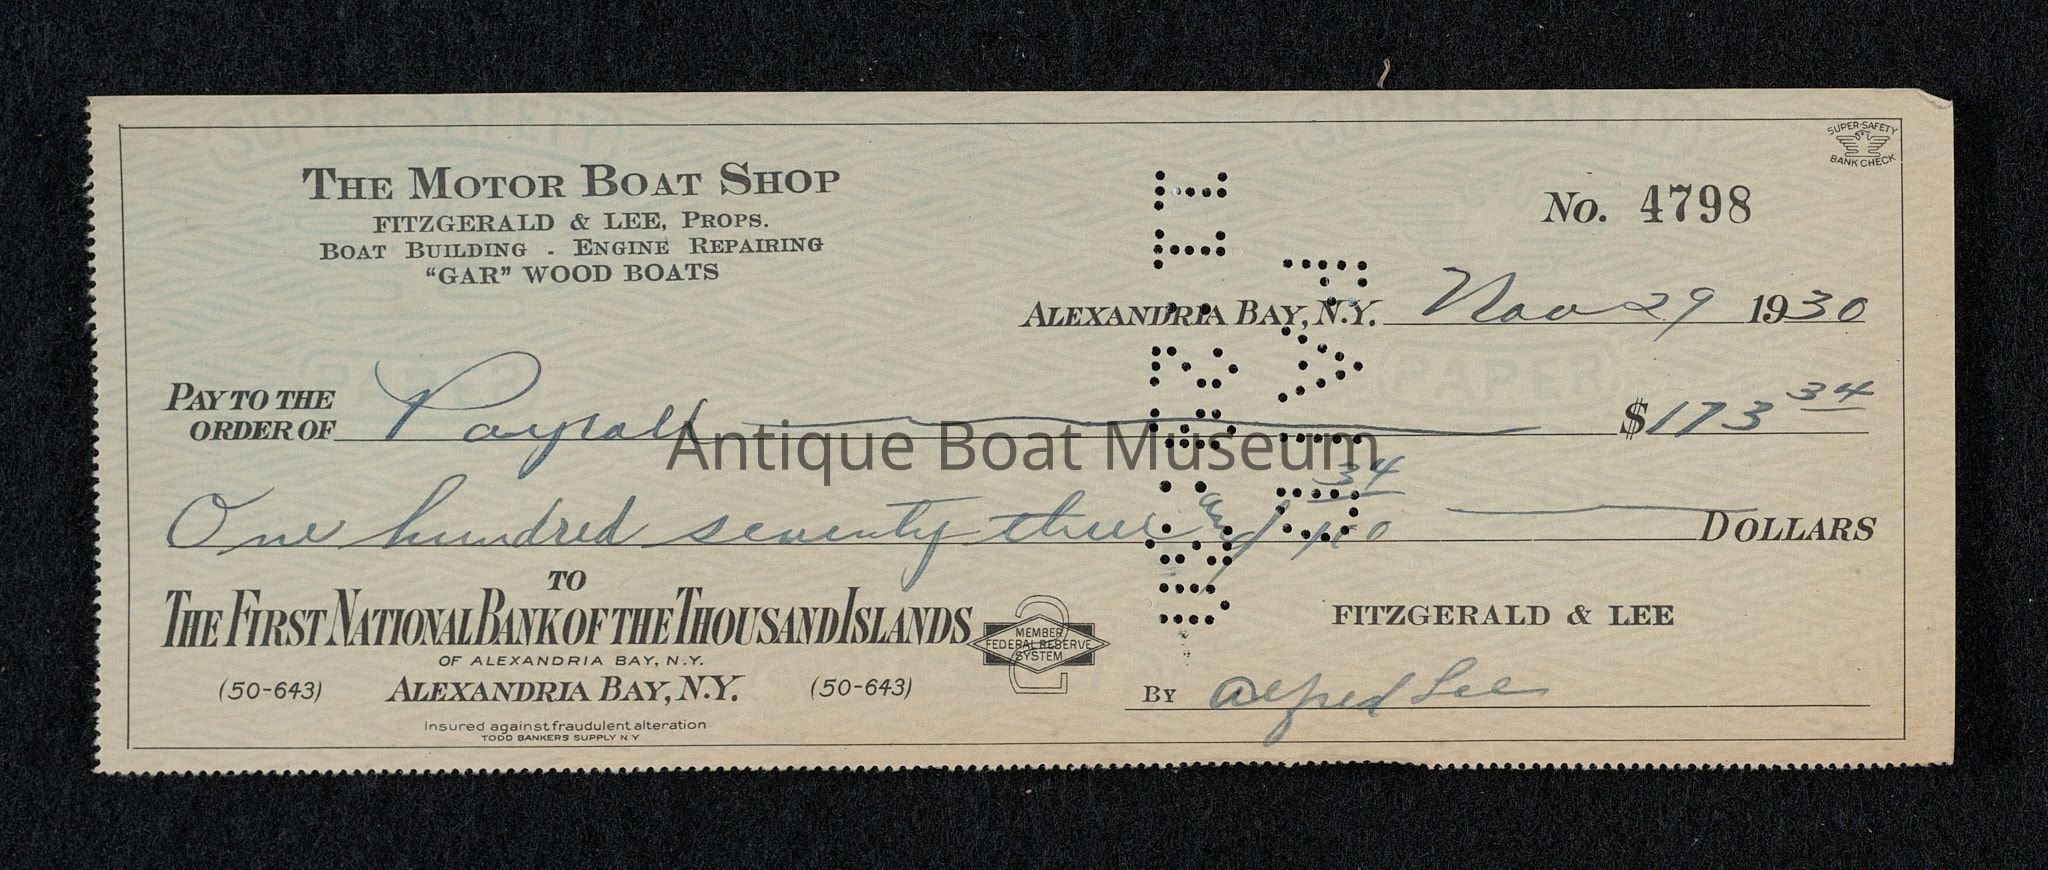 SUPER-SAFETY
BANK CHECK
THE MOTOR BOAT SHOP
FITZGERALD & LEE, PROPS.
BOAT BUILDING - ENGINE REPAIRING
"GAR" WOOD BOATS
No. 4798
ALEXANDRIA BAY, N.Y. Nov 29 1930
PAY TO THE
ORDER OF Payroll $173 34
Antique Boat Museum
One hundred seventy three & 34/100 DOLLARS
TO
THE FIRST NATIONAL BANK OF THE THOUSAND ISLANDS
OF ALEXANDRIA BAY, N.Y.
(50-643) ALEXANDRIA BAY, N.Y. (50-643)
Insured against fraudulent alteration
TODD BANKERS SUPPLY N Y
MEMBER
FEDERAL RESERVE
SYSTEM
FITZGERALD & LEE
BY Alfred Lee